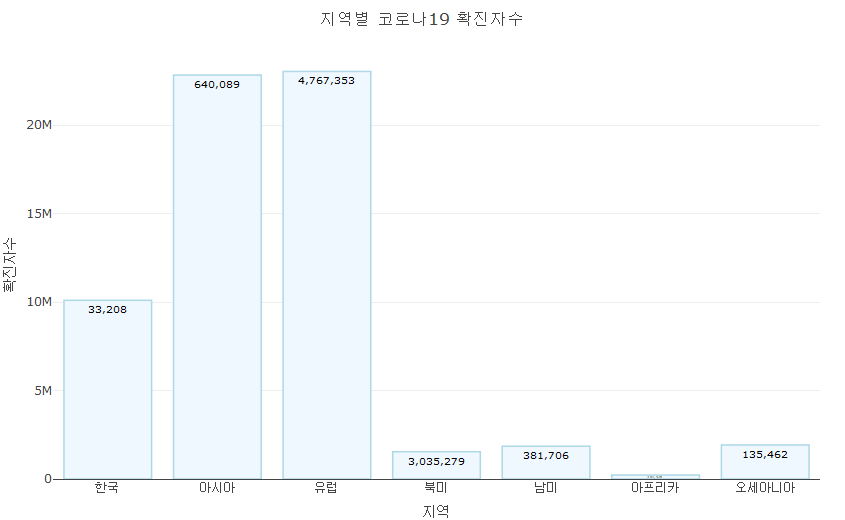 지역별 코로나19 확진자수
640,089
4,767,353
20M
15M
확진자수
10M
33,208
5M
3,035,279
381,706
135,462
0
한국
아시아
유럽
북미
남미
아프리카
오세아니아
지역